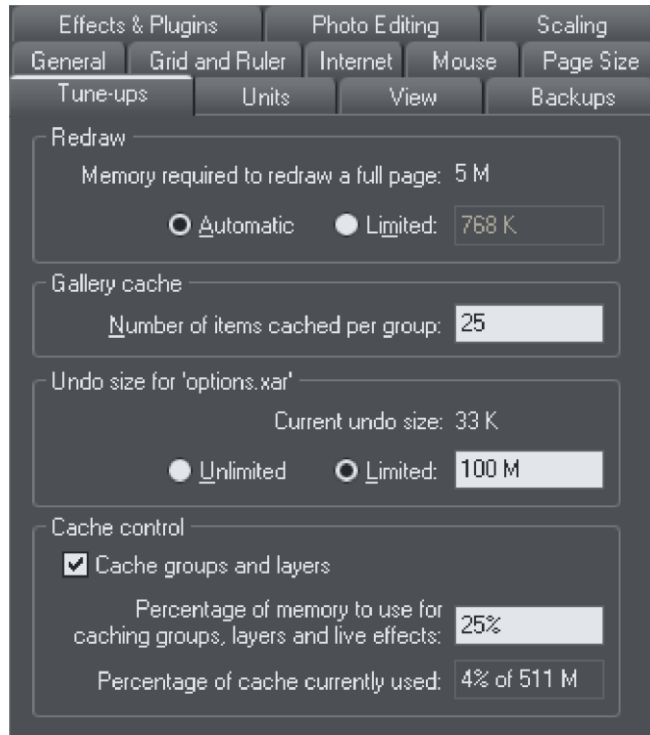 Effects & Plugins Photo Editing Scaling
General Grid and Ruler Internet Mouse Page Size
Tune-ups Units View Backups
Redraw
Memory required to redraw a full page: 5 M
Automatic Limited: 768 K
Gallery cache
Number of items cached per group: 25
Undo size for 'options.xar'
Current undo size: 33 K
Unlimited Limited: 100 M
Cache control
Cache groups and layers
Percentage of memory to use for
caching groups, layers and live effects: 25%
Percentage of cache currently used: 4% of 511 M